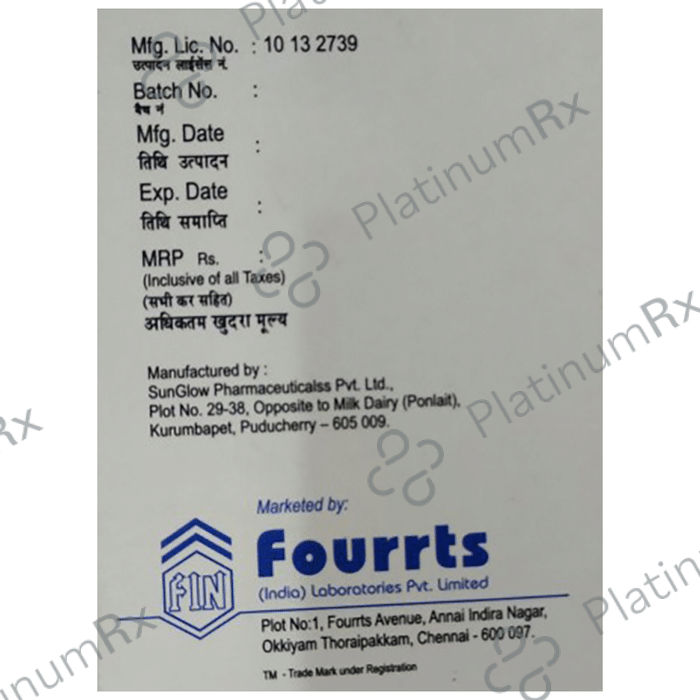 Mfg. Lic. No. : 10 13 2739
उत्पादन लाईसेंस नं.
Batch No. :
बैच नं
Mfg. Date :
तिथि उत्पादन
Exp. Date :
तिथि समाप्ति
MRP Rs. :
(Inclusive of all Taxes)
(सभी कर सहित)
अधिकतम खुदरा मूल्य
Manufactured by :
SunGlow Pharmaceuticalss Pvt. Ltd.,
Plot No. 29-38, Opposite to Milk Dairy (Ponlait),
Kurumbapet, Puducherry – 605 009.
Marketed by:
FIN
Fourrts
(India) Laboratories Pvt. Limited
Plot No:1, Fourrts Avenue, Annai Indira Nagar,
Okkiyam Thoraipakkam, Chennai - 600 097.
TM - Trade Mark under Registration
PlatinumRx
PlatinumRx
PlatinumRx
PlatinumRx
Rx
PlatinumRx
inumRx